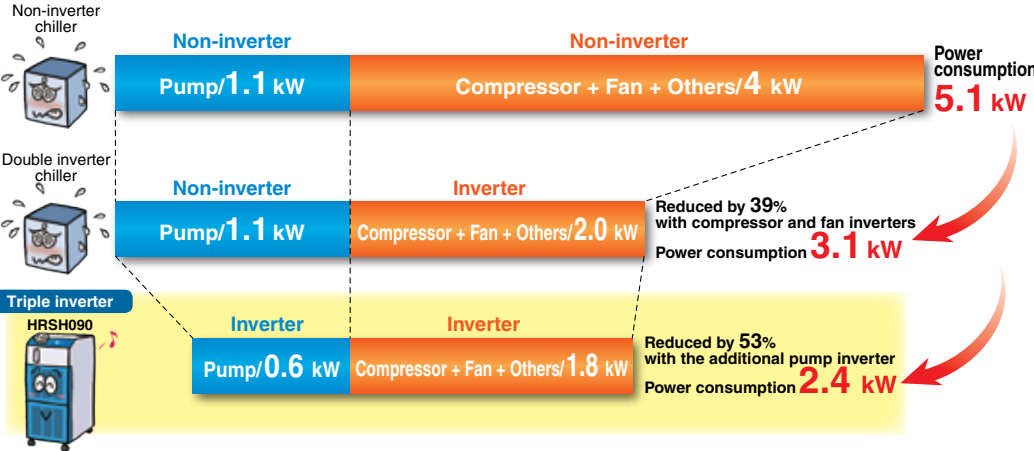 Non-inverter
chiller
Non-inverter
Non-inverter
Pump/1.1 kW
Compressor + Fan + Others/4 kW
Power
consumption
5.1 kW
Double inverter
chiller
Non-inverter
Inverter
Pump/1.1 kW
Compressor + Fan + Others/2.0 kW
Reduced by 39%
with compressor and fan inverters
Power consumption 3.1 kW
Triple inverter
HRSH090
Inverter
Inverter
Pump/0.6 kW
Compressor + Fan + Others/1.8 kW
Reduced by 53%
with the additional pump inverter
Power consumption 2.4 kW